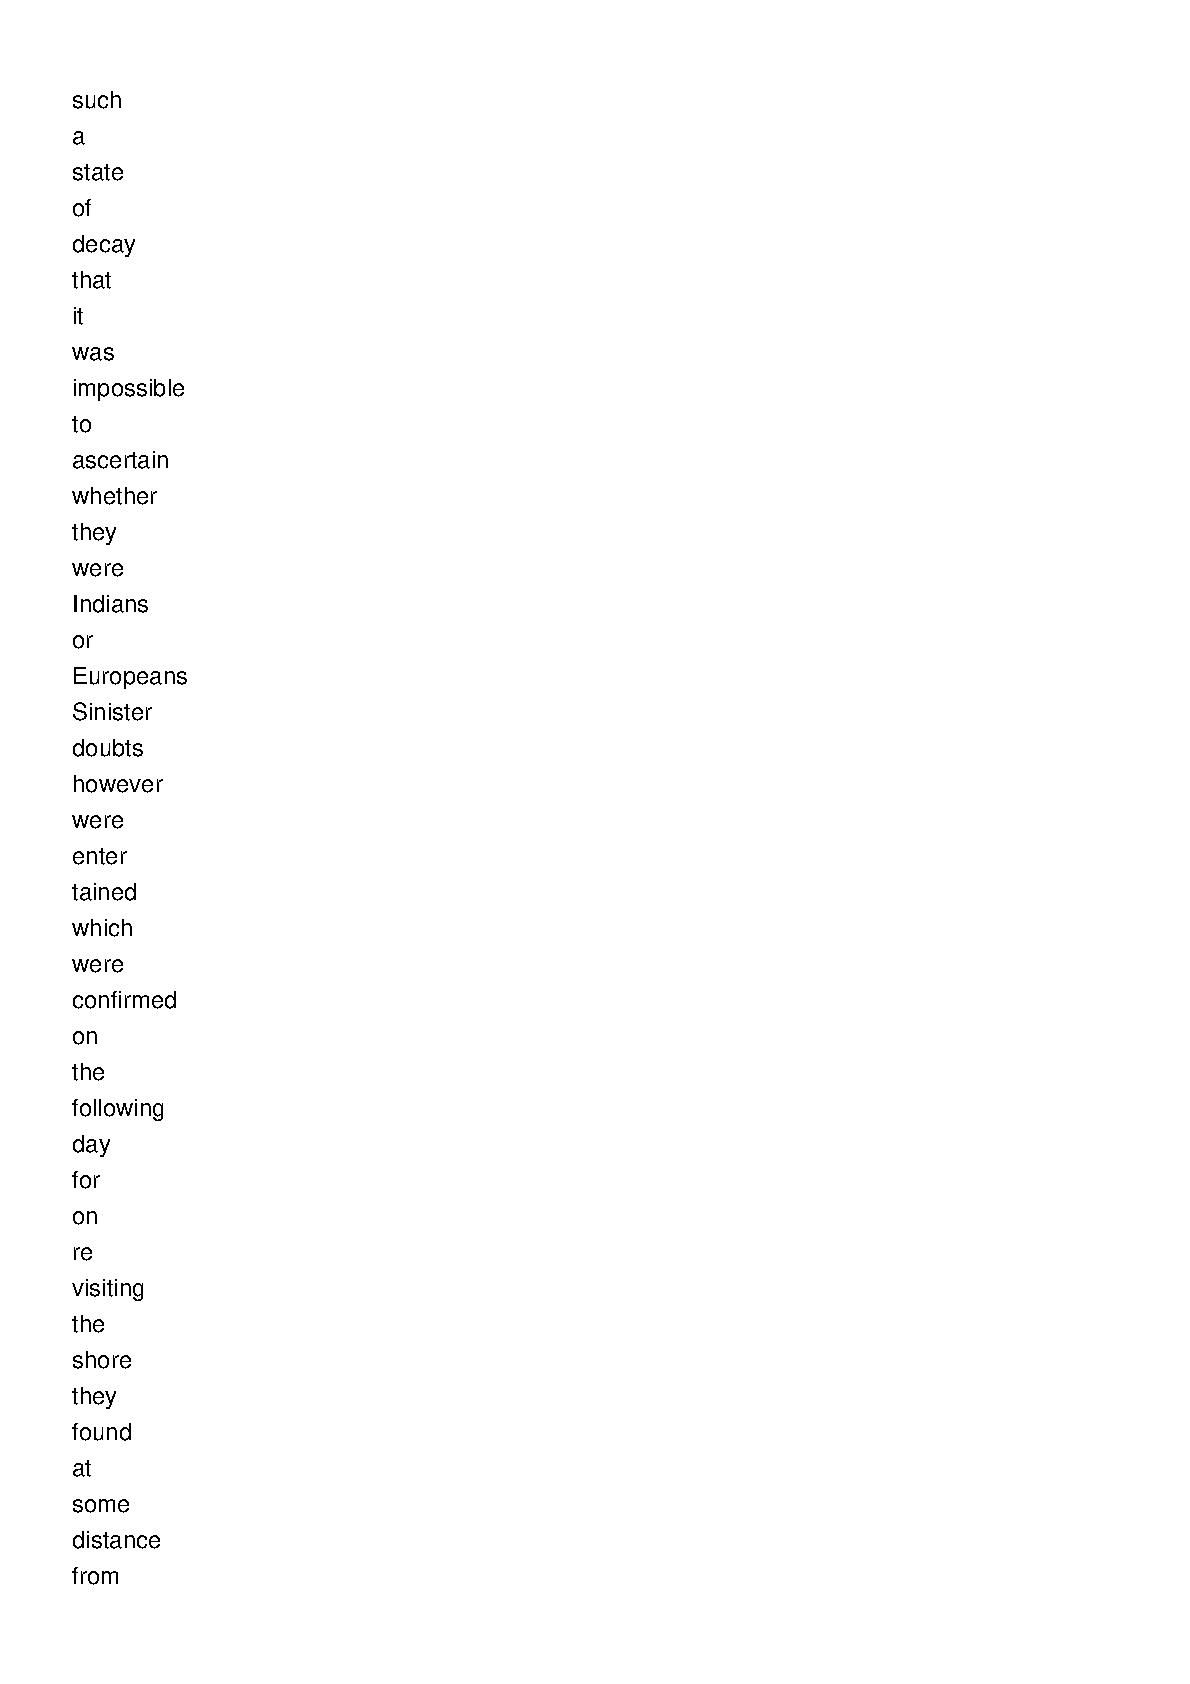 such
a
state
of
decay
that
it
was
impossible
to
ascertain
whether
they
were
Indians
or
Europeans
Sinister
doubts
however
were
enter
tained
which
were
confirmed
on
the
following
day
for
on
re
visiting
the
shore
they
found
at
some
distance
from